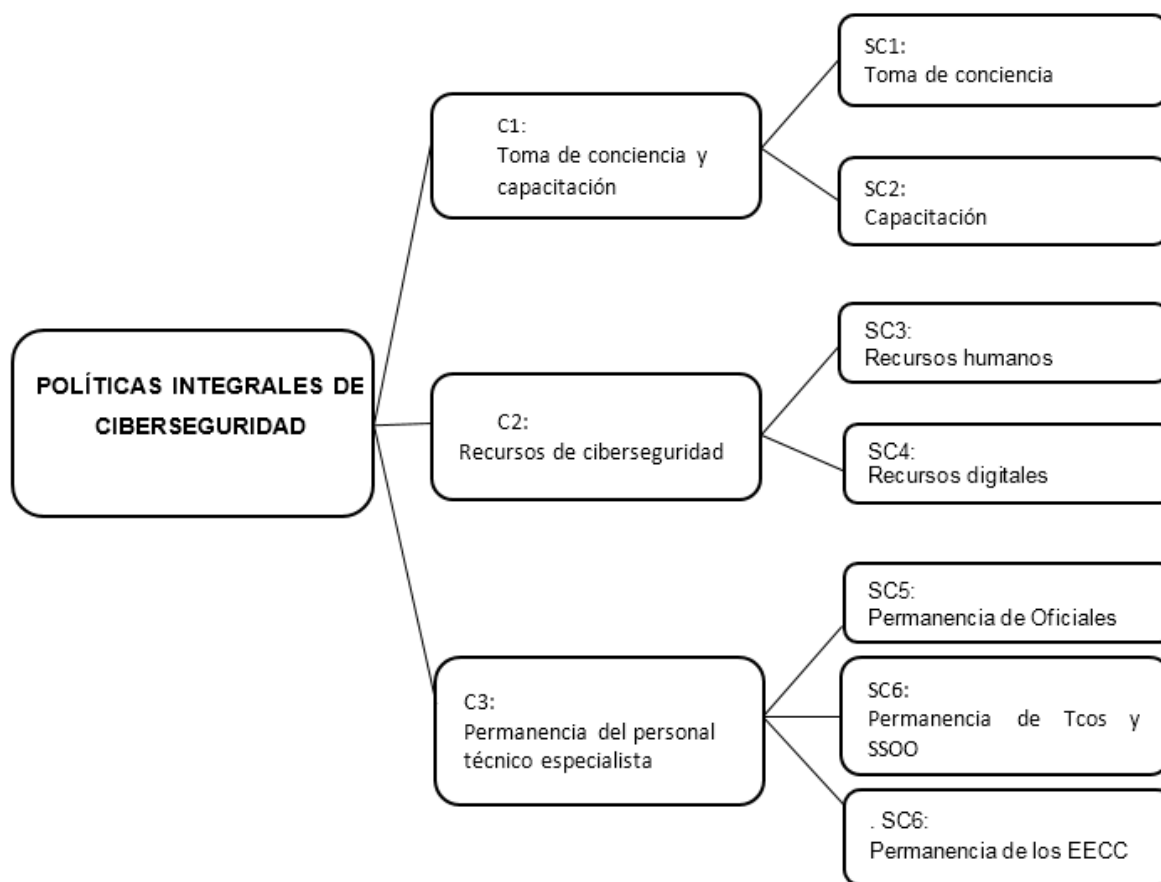 POLÍTICAS INTEGRALES DE
CIBERSEGURIDAD
C1:
Toma de conciencia y
capacitación
SC1:
Toma de conciencia
SC2:
Capacitación
C2:
Recursos de ciberseguridad
SC3:
Recursos humanos
SC4:
Recursos digitales
C3:
Permanencia del personal
técnico especialista
SC5:
Permanencia de Oficiales
SC6:
Permanencia de Tcos y
SSOO
. SC6:
Permanencia de los EECC